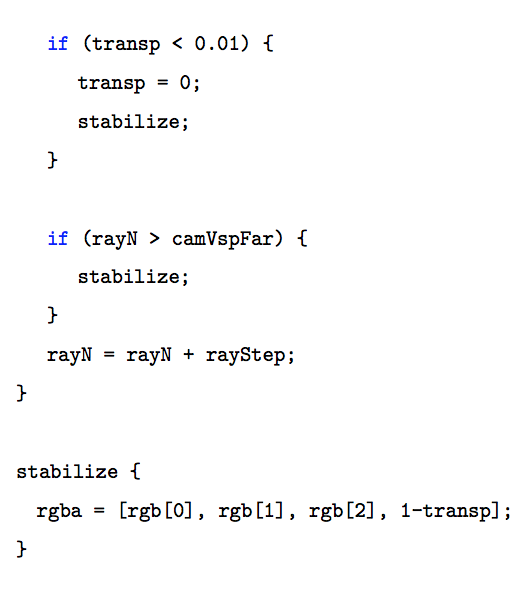 if (transp < 0.01) {
transp = 0;
stabilize;
}
if (rayN > camVspFar) {
stabilize;
}
rayN = rayN + rayStep;
}
stabilize {
rgba = [rgb[0], rgb[1], rgb[2], 1-transp];
}